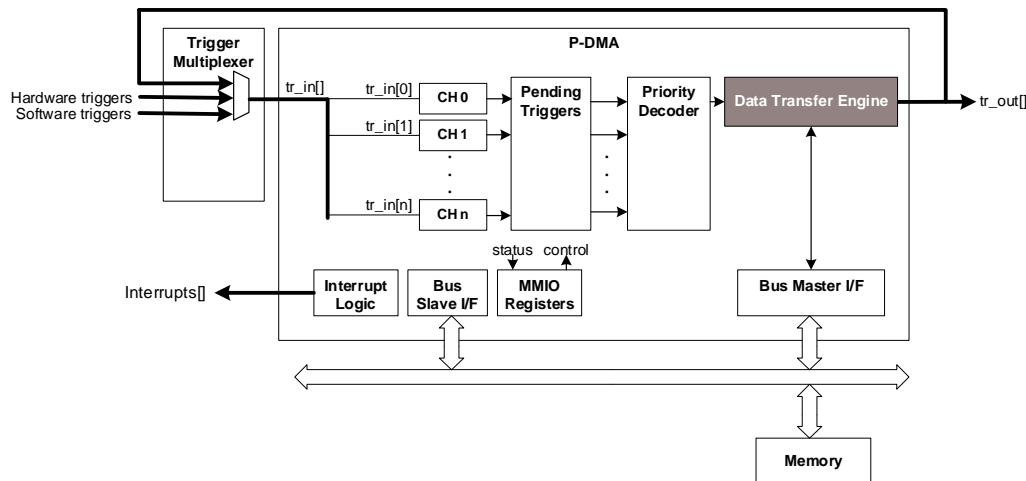 Trigger
Multiplexer
P-DMA
Hardware triggers
Software triggers
tr_in[]
tr_in[0]
CH 0
tr_in[1]
CH 1
.
.
.
tr_in[n]
CH n
Pending
Triggers
.
.
.
Priority
Decoder
Data Transfer Engine
tr_out[]
status
control
Interrupts[]
Interrupt
Logic
Bus
Slave I/F
MMIO
Registers
Bus Master I/F
Memory